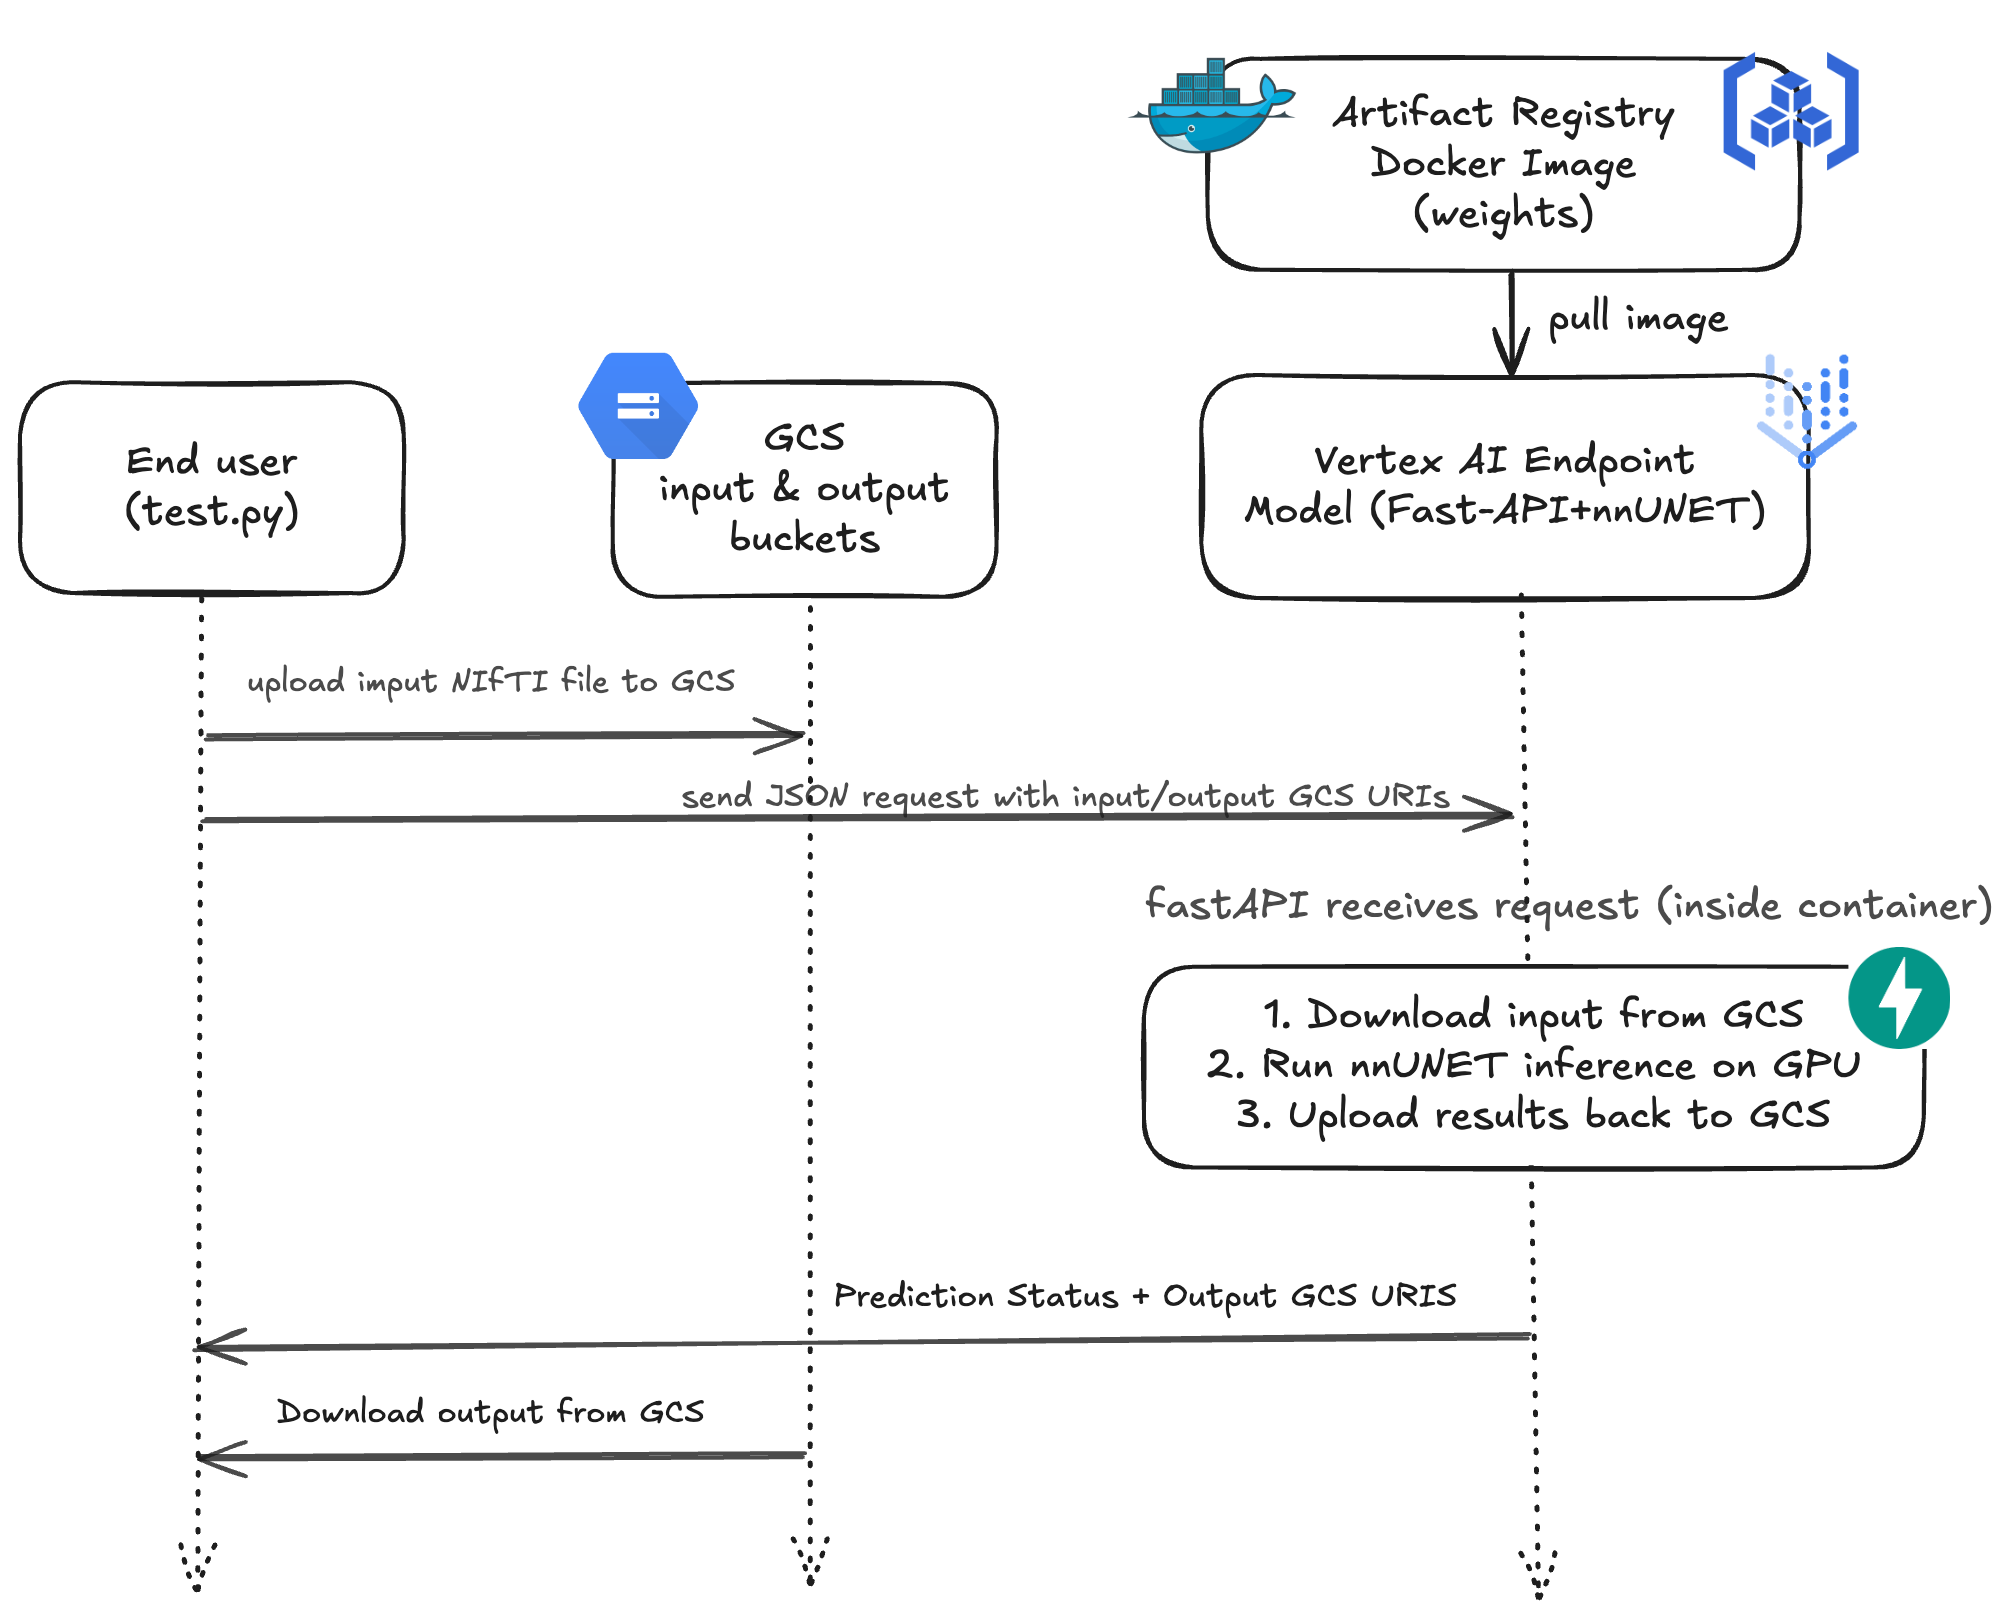 Artifact Registry
Docker Image
(weights)
pull image
End user
(test.py)
GCS
input & output
buckets
Vertex AI Endpoint
Model (Fast-API+nnUNET)
upload imput NIfTI file to GCS
send JSON request with input/output GCS URIs
fastAPI receives request (inside container)
1. Download input from GCS
2. Run nnUNET inference on GPU
3. Upload results back to GCS
Prediction Status + Output GCS URIS
Download output from GCS